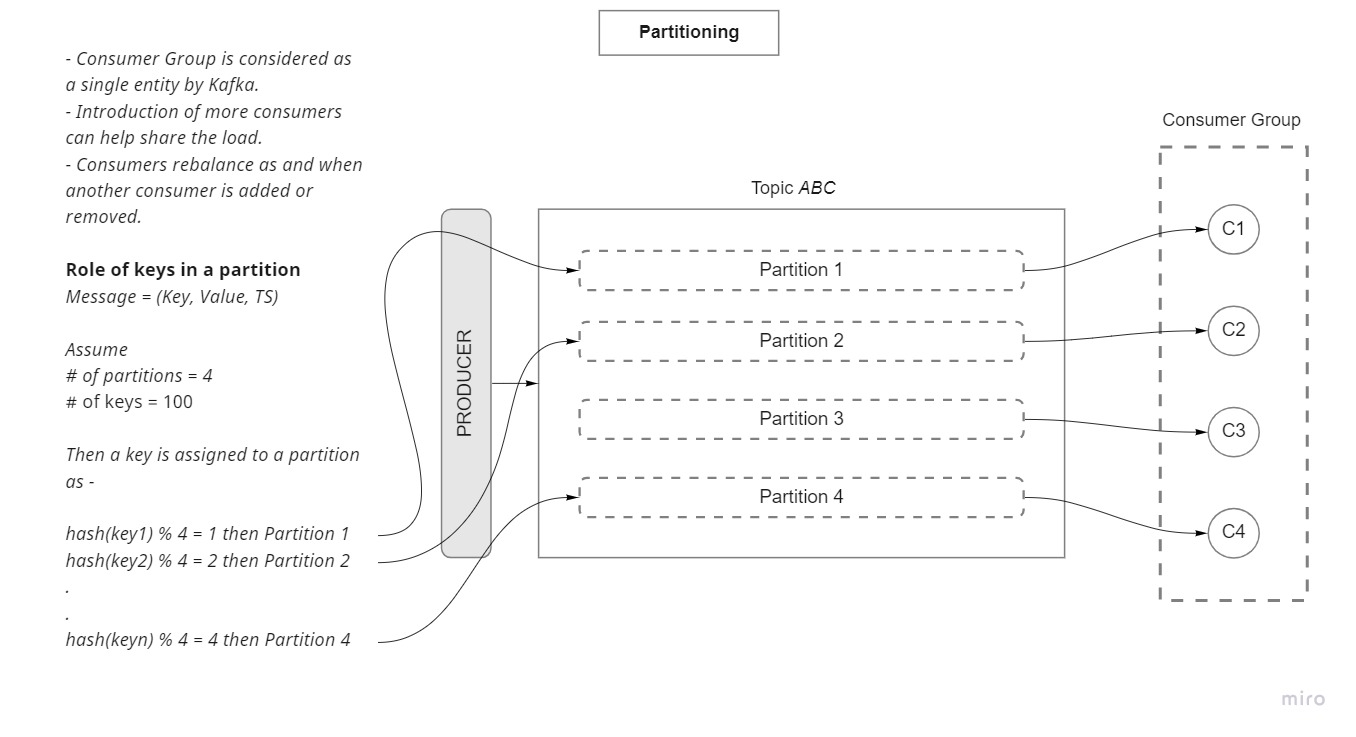 Partitioning
- Consumer Group is considered as
a single entity by Kafka.
- Introduction of more consumers
can help share the load.
- Consumers rebalance as and when
another consumer is added or
removed.
Role of keys in a partition
Message = (Key, Value, TS)
Assume
# of partitions = 4
# of keys = 100
Then a key is assigned to a partition
as -
hash(key1) % 4 = 1 then Partition 1
hash(key2) % 4 = 2 then Partition 2
.
.
hash(keyn) % 4 = 4 then Partition 4
PRODUCER
Topic ABC
Partition 1
Partition 2
Partition 3
Partition 4
Consumer Group
C1
C2
C3
C4
miro